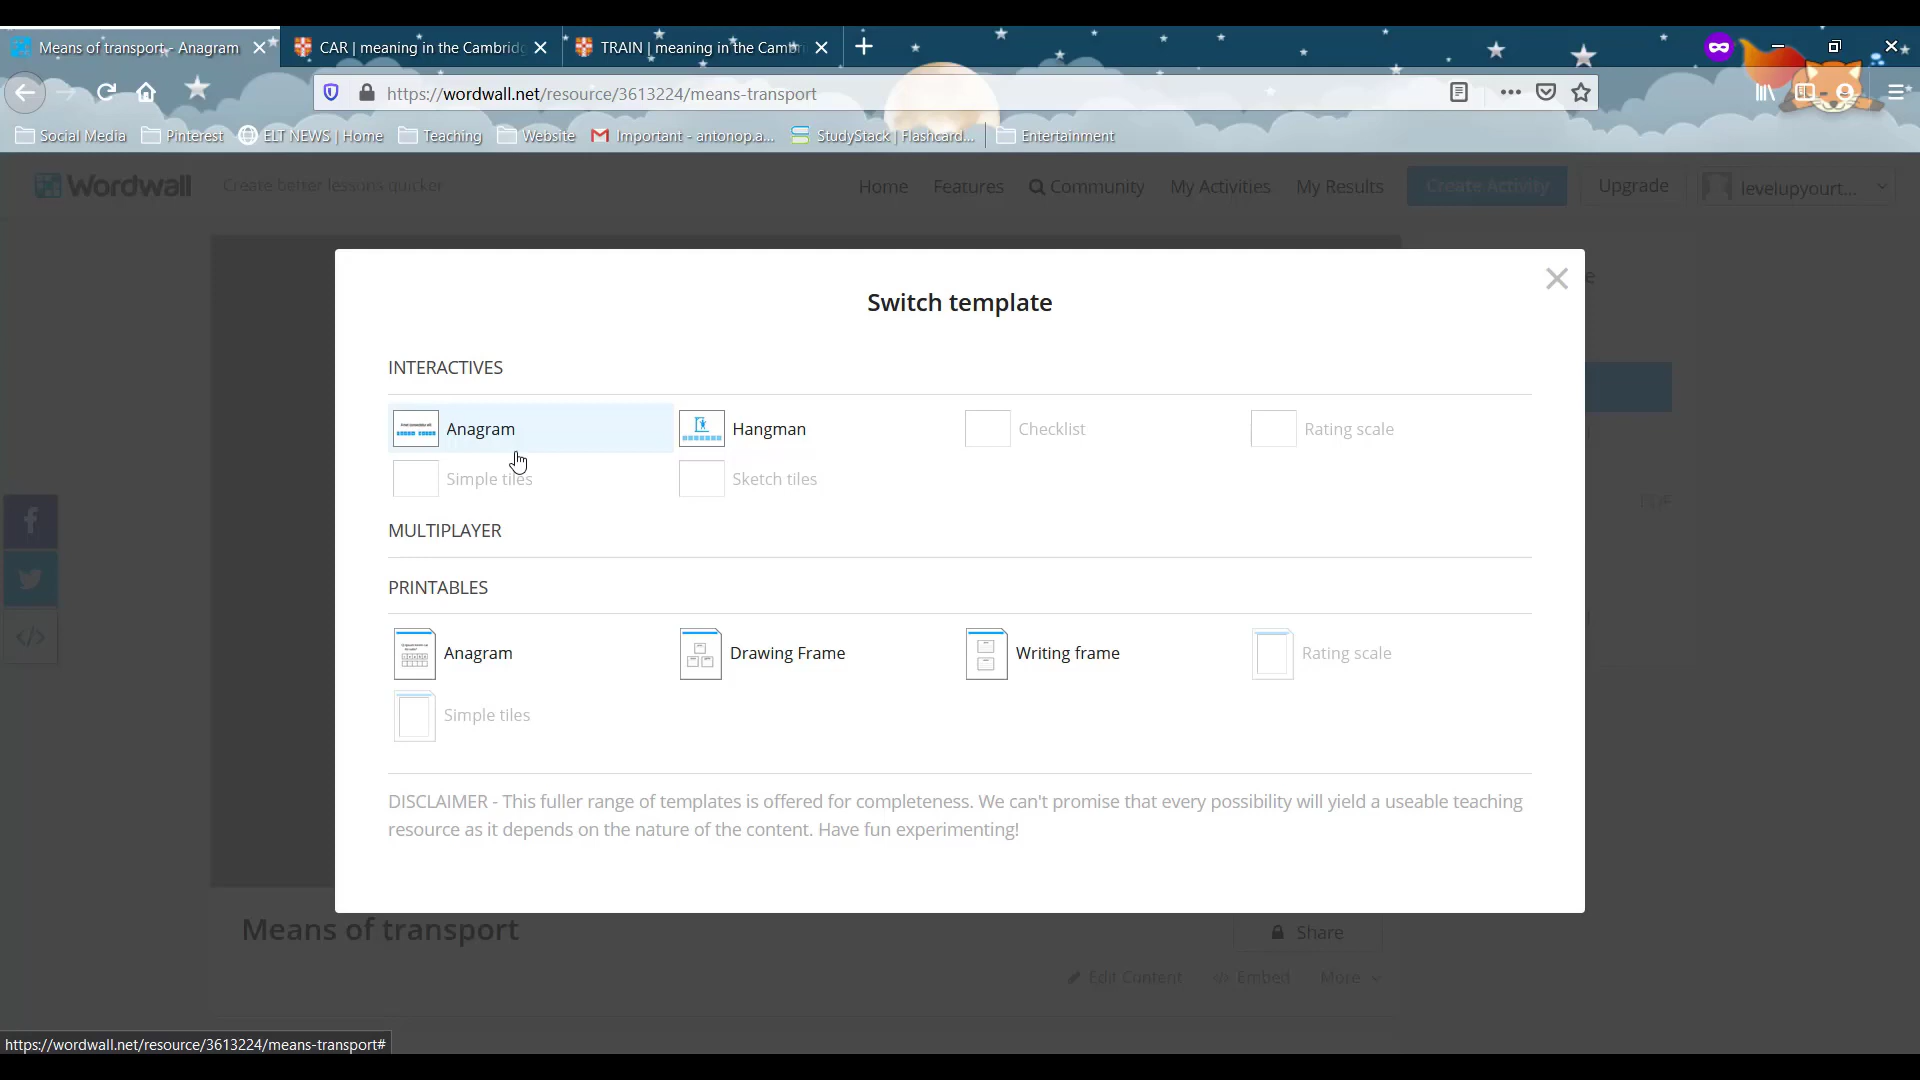 Means of transport - Anagram
CAR | meaning in the Cambridg
TRAIN | meaning in the Cambri
https://wordwall.net/resource/3613224/means-transport
Social Media
Pinterest
ELT NEWS | Home
Teaching
Website
Important - antonop.a...
StudyStack | Flashcard...
Entertainment
Wordwall
Create better lessons quicker
Home
Features
Community
My Activities
My Results
Create Activity
Upgrade
levelupyourt...
Switch template
INTERACTIVES
Anagram
Hangman
Checklist
Rating scale
Simple tiles
Sketch tiles
MULTIPLAYER
PRINTABLES
Anagram
Drawing Frame
Writing frame
Rating scale
Simple tiles
DISCLAIMER - This fuller range of templates is offered for completeness. We can't promise that every possibility will yield a useable teaching
resource as it depends on the nature of the content. Have fun experimenting!
Means of transport
Share
Edit Content
Embed
More
https://wordwall.net/resource/3613224/means-transport#